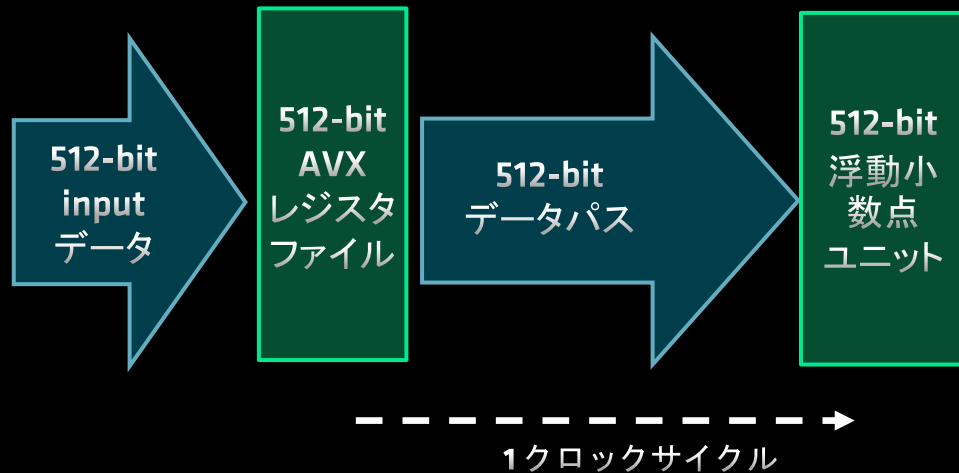 512-bit
input
データ
512-bit
AVX
レジスタ
ファイル
512-bit
データパス
512-bit
浮動小
数点
ユニット
1クロックサイクル